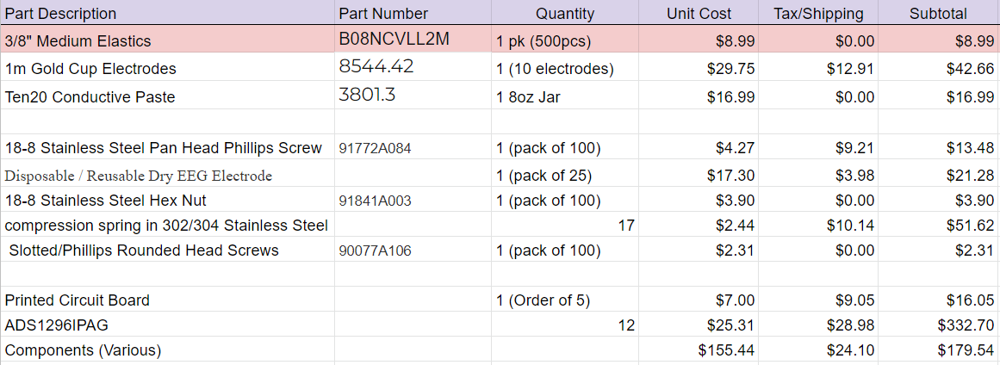 Part Description Part Number Quantity Unit Cost Tax/Shipping Subtotal
3/8" Medium Elastics B08NCVLL2M 1 pk (500pcs) $8.99 $0.00 $8.99
1m Gold Cup Electrodes 8544.42 1 (10 electrodes) $29.75 $12.91 $42.66
Ten20 Conductive Paste 3801.3 1 8oz Jar $16.99 $0.00 $16.99
18-8 Stainless Steel Pan Head Phillips Screw 91772A084 1 (pack of 100) $4.27 $9.21 $13.48
Disposable / Reusable Dry EEG Electrode 1 (pack of 25) $17.30 $3.98 $21.28
18-8 Stainless Steel Hex Nut 91841A003 1 (pack of 100) $3.90 $0.00 $3.90
compression spring in 302/304 Stainless Steel 17 $2.44 $10.14 $51.62
Slotted/Phillips Rounded Head Screws 90077A106 1 (pack of 100) $2.31 $0.00 $2.31
Printed Circuit Board 1 (Order of 5) $7.00 $9.05 $16.05
ADS1296IPAG 12 $25.31 $28.98 $332.70
Components (Various) $155.44 $24.10 $179.54